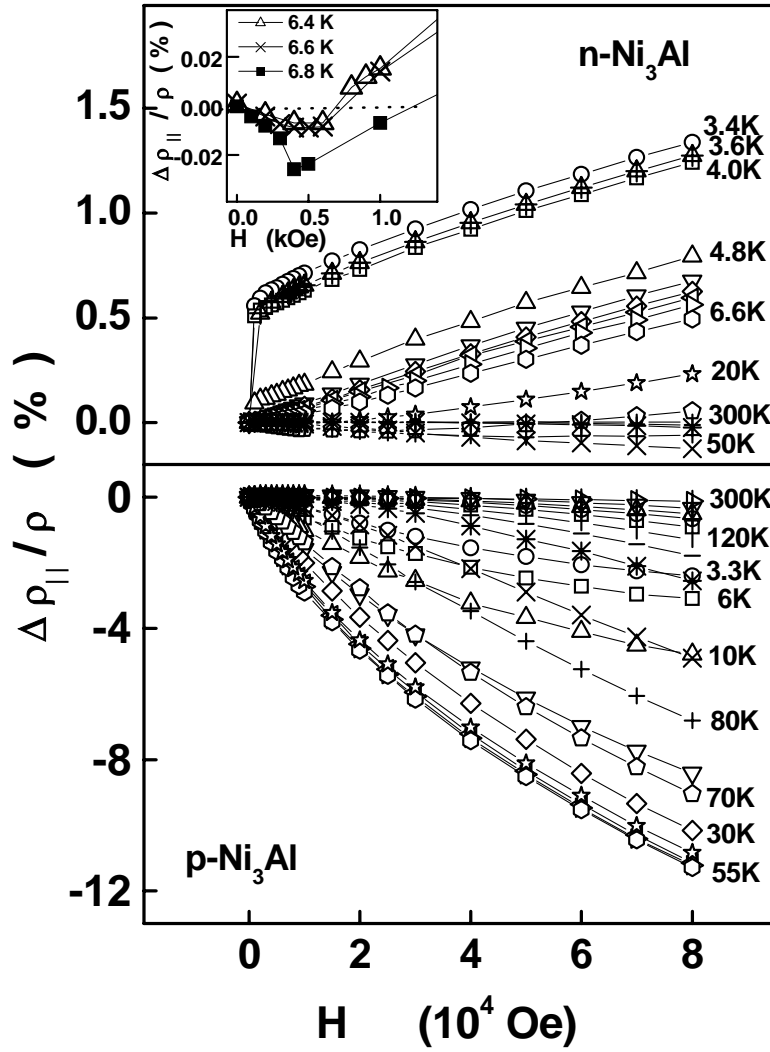 Δρ||/ρ (%)
0.02
0.00
-0.02
6.4 K
6.6 K
6.8 K
0.0 0.5 1.0
H (kOe)
n-Ni3Al
1.5
1.0
0.5
0.0
3.4K
3.6K
4.0K
4.8K
6.6K
20K
300K
50K
Δρ||/ρ (%)
0
-4
-8
-12
300K
120K
3.3K
6K
10K
80K
70K
30K
55K
p-Ni3Al
0 2 4 6 8
H (10^4 Oe)